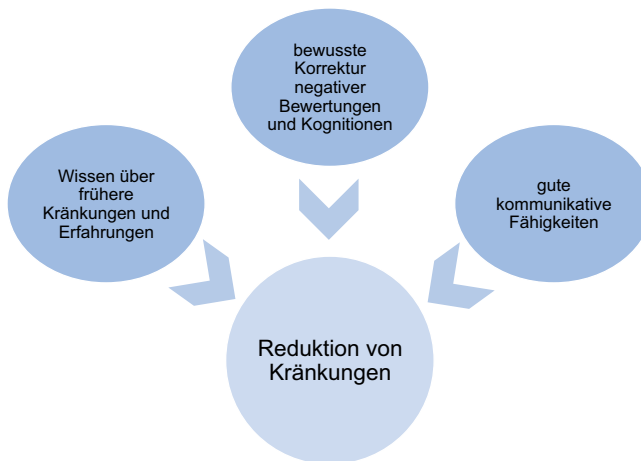 bewusste
Korrektur
negativer
Bewertungen
und Kognitionen
Wissen über
frühere
Kränkungen und
Erfahrungen
gute
kommunikative
Fähigkeiten
Reduktion von
Kränkungen